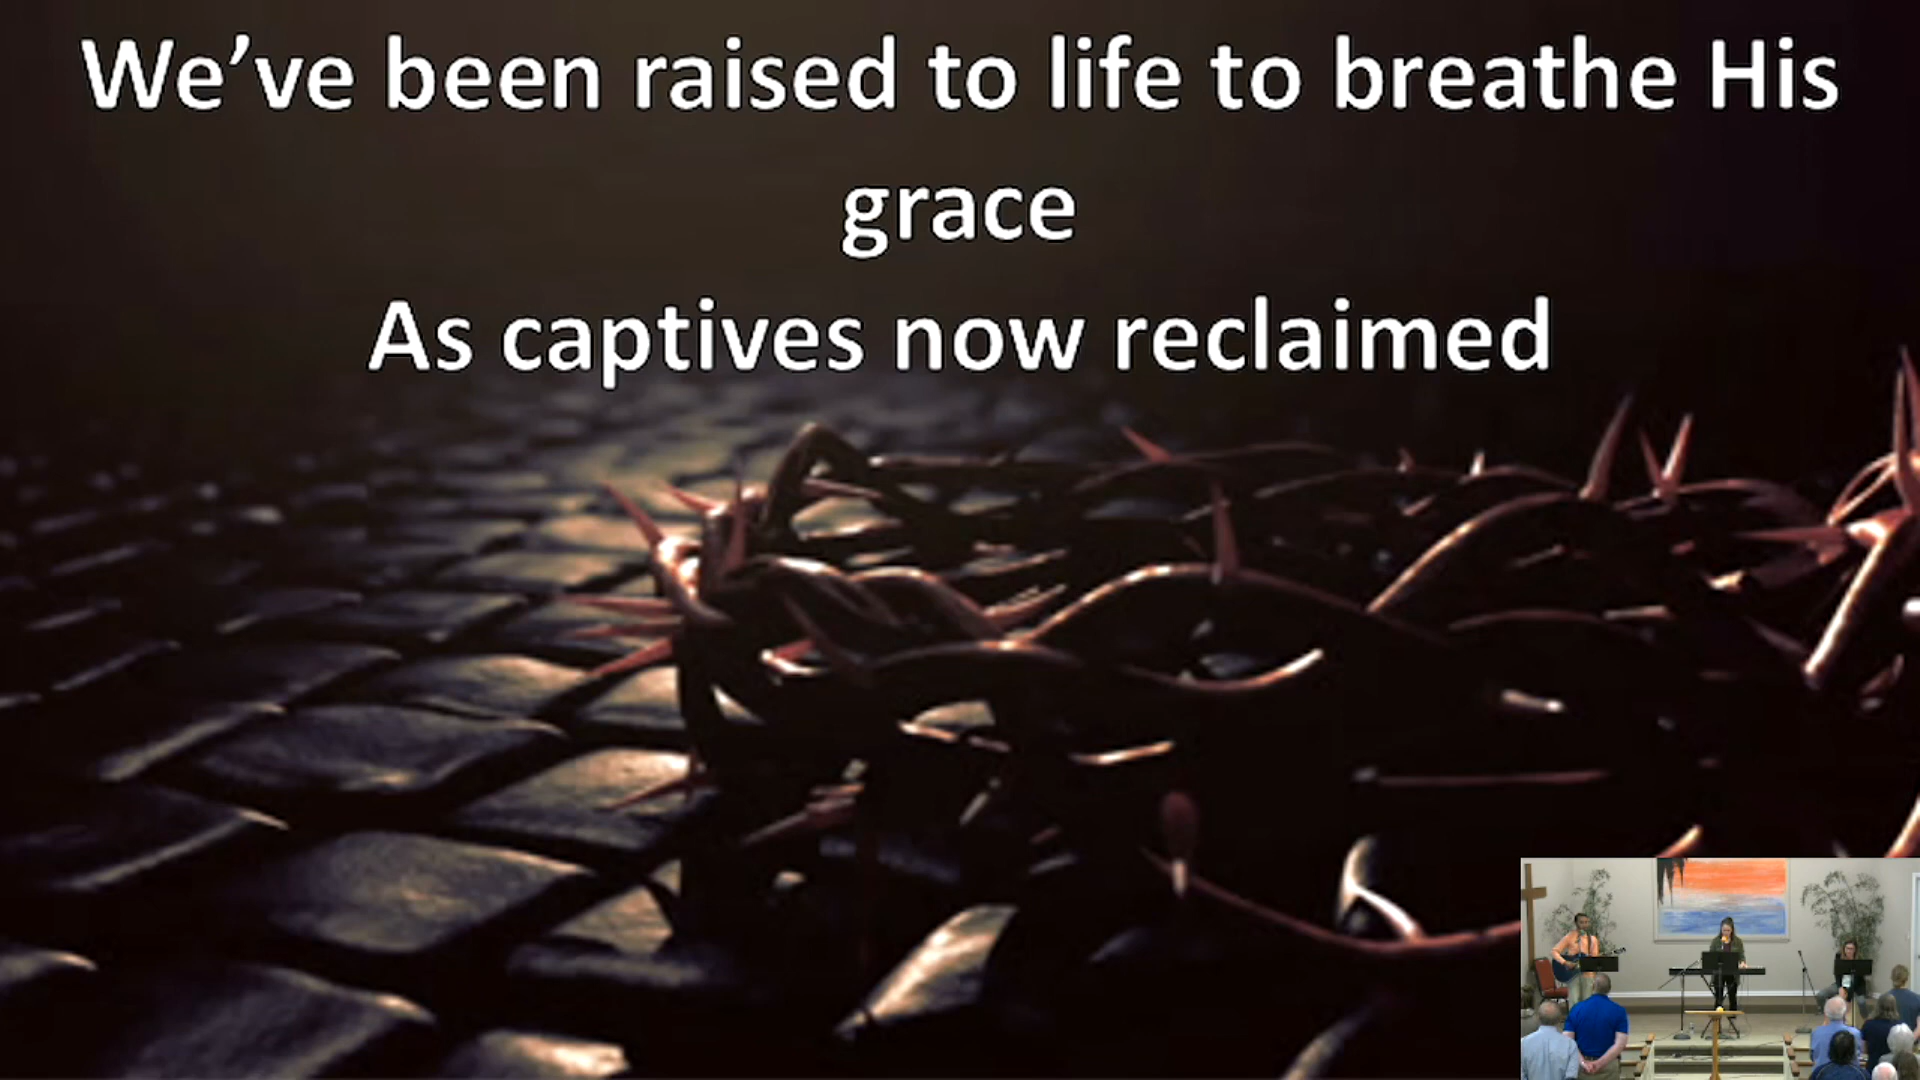 We’ve been raised to life to breathe His
grace
As captives now reclaimed